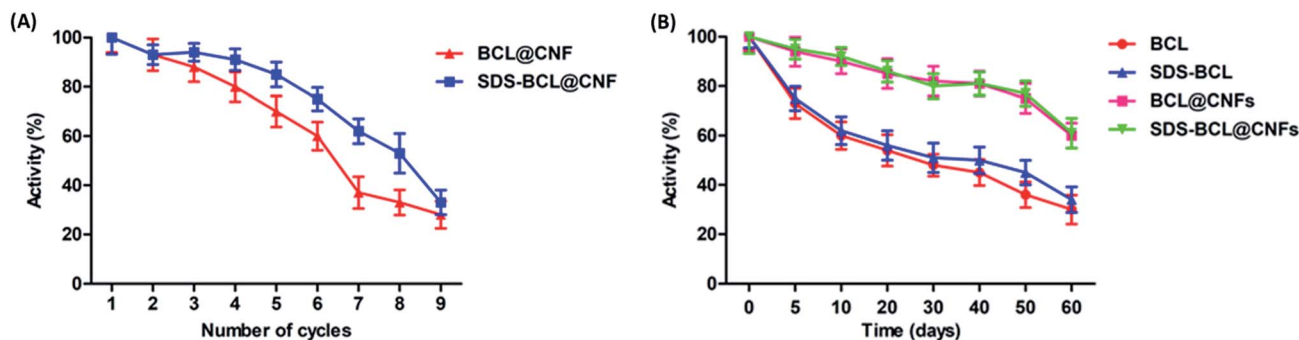 (A)
100
80
60
40
20
0
Activity (%)
1 2 3 4 5 6 7 8 9
Number of cycles
BCL@CNF
SDS-BCL@CNF
(B)
100
80
60
40
20
0
Activity (%)
0 5 10 20 30 40 50 60
Time (days)
BCL
SDS-BCL
BCL@CNFs
SDS-BCL@CNFs